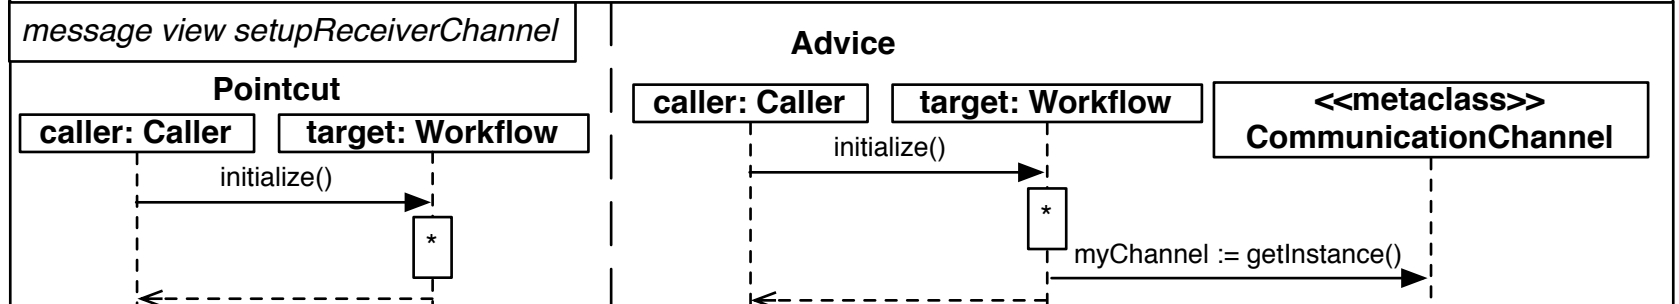 message view setupReceiverChannel
Pointcut
caller: Caller
target: Workflow
initialize()
*
Advice
caller: Caller
target: Workflow
<<metaclass>>
CommunicationChannel
initialize()
*
myChannel := getInstance()